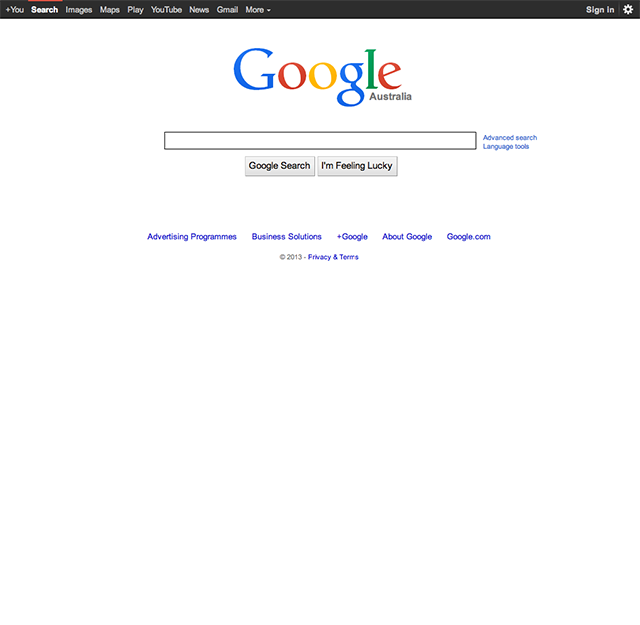 +You Search Images Maps Play YouTube News Gmail More Sign in
Google
Australia
Advanced search
Language tools
Google Search I'm Feeling Lucky
Advertising Programmes Business Solutions +Google About Google Google.com
© 2013 - Privacy & Terms